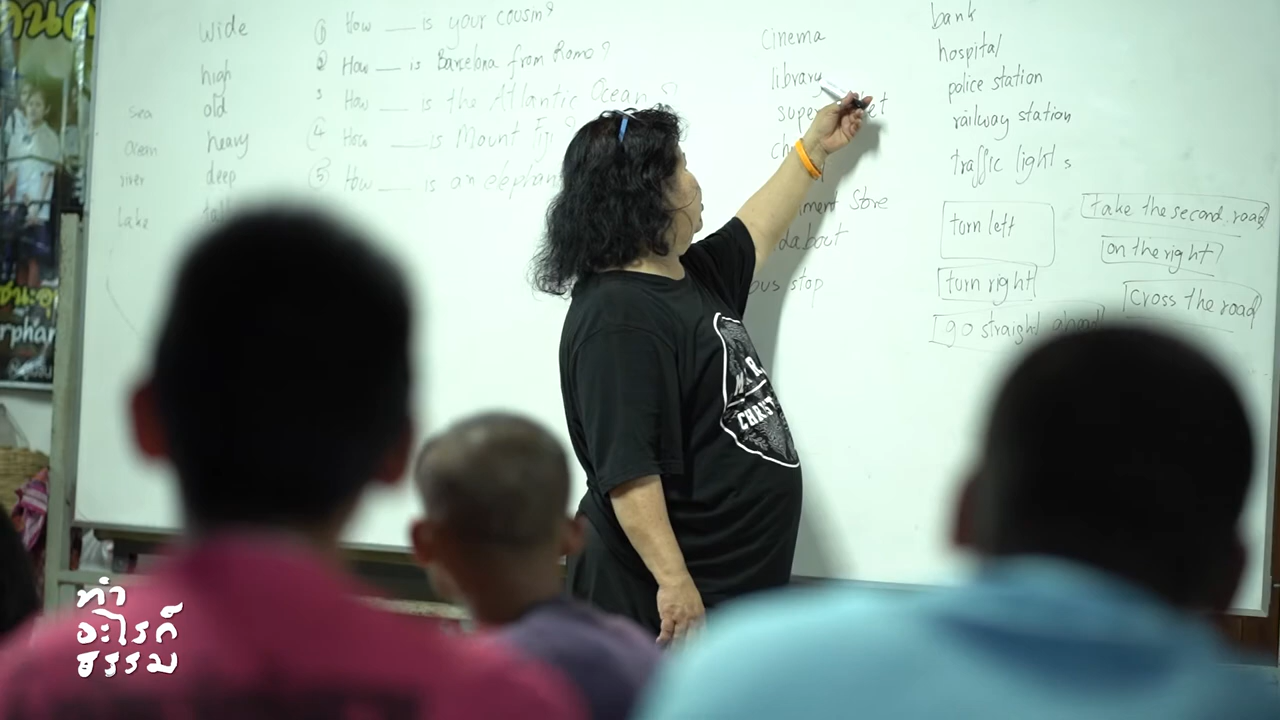 wide
high
old
heavy
deep
sea
ocean
river
Lake
① How ___ is your cousin?
② How ___ is Barcelona from Rome?
3 How ___ is the Atlantic Ocean?
④ How ___ is Mount Fiji?
⑤ How ___ is an elephant
cinema
library
bus stop
bank
hospital
police station
railway station
traffic lights
turn left
turn right
go straight ahead
take the second road
on the right?
cross the road
CHRIST
ทำ
อะไรก็
ธรรม